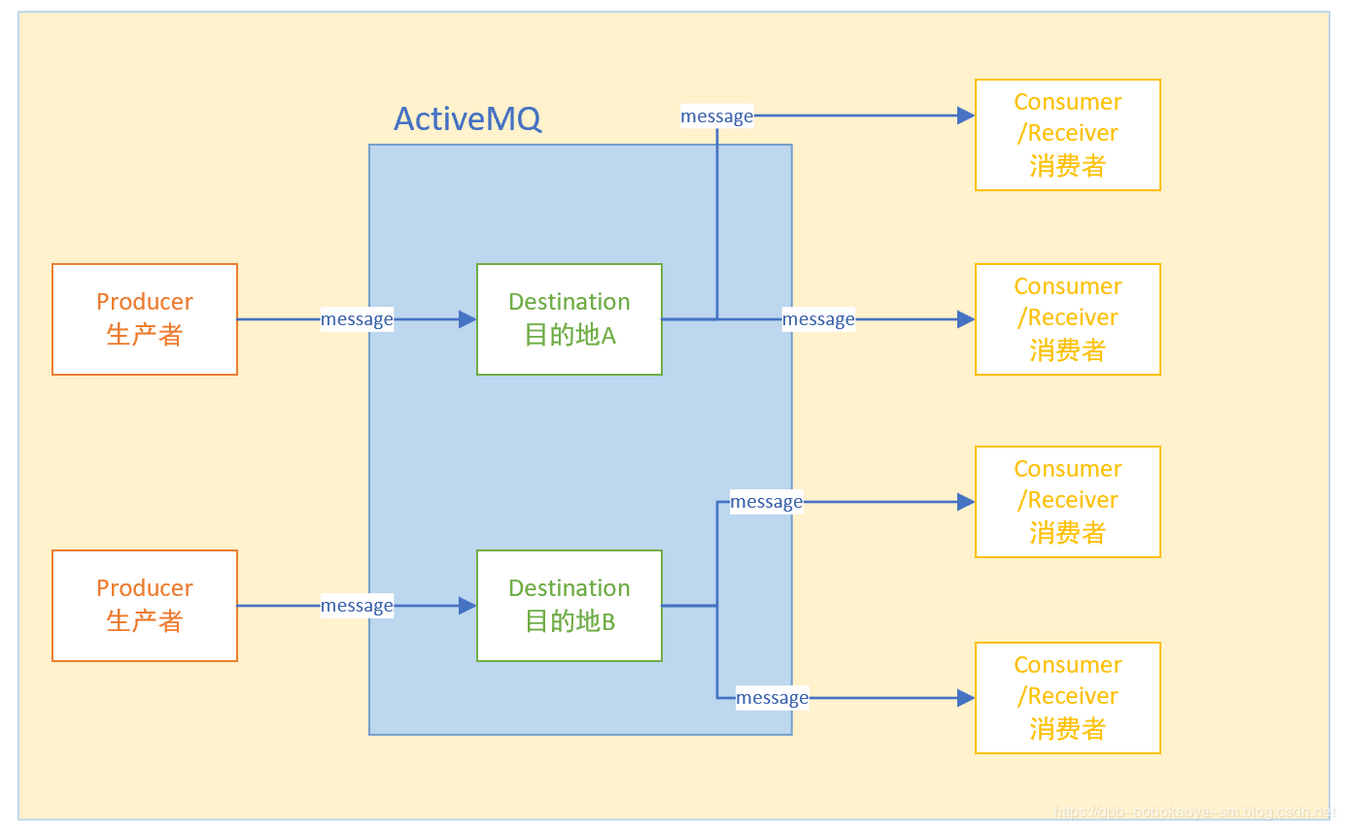 ActiveMQ
Producer
生产者
message
Destination
目的地A
message
Consumer
/Receiver
消费者
message
Consumer
/Receiver
消费者
Producer
生产者
message
Destination
目的地B
message
Consumer
/Receiver
消费者
message
Consumer
/Receiver
消费者
https://dpb-bobokaoya-sm.blog.csdn.net